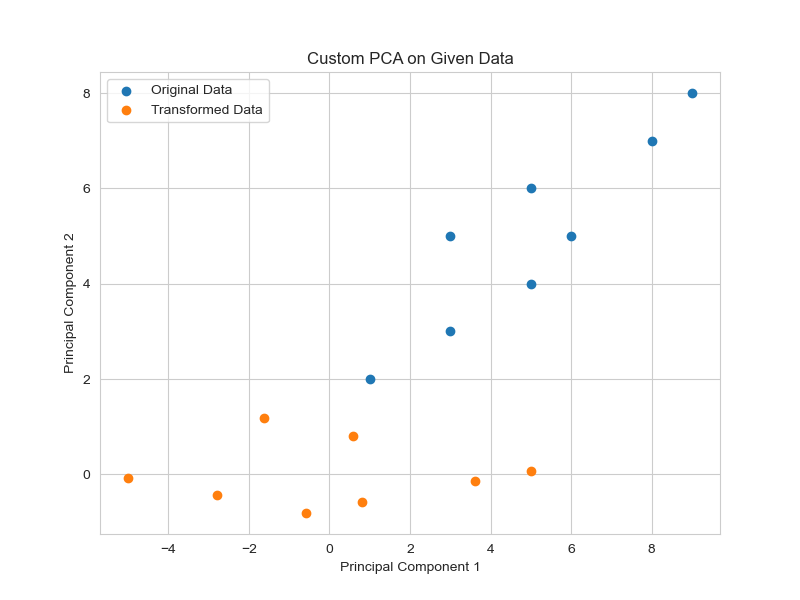 Custom PCA on Given Data
Original Data
Transformed Data
8
6
4
2
0
Principal Component 2
−4
−2
0
2
4
6
8
Principal Component 1